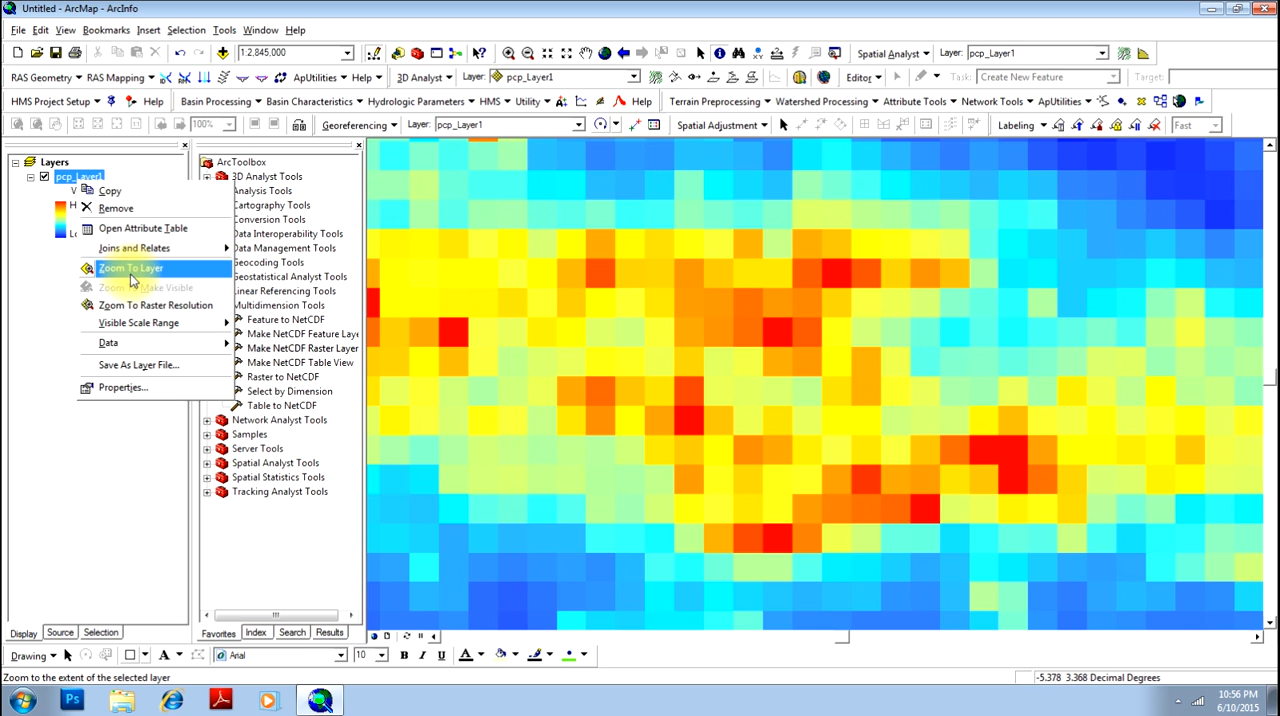 Untitled - ArcMap - ArcInfo
File Edit View Bookmarks Insert Selection Tools Window Help
1:2,845,000 Spatial Analyst Layer: pcp_Layer1
RAS Geometry RAS Mapping ApUtilities Help 3D Analyst Layer: pcp_Layer1 Editor Task: Create New Feature Target:
HMS Project Setup Help Basin Processing Basin Characteristics Hydrologic Parameters HMS Utility Help Terrain Preprocessing Watershed Processing Attribute Tools Network Tools ApUtilities
100% Georeferencing Layer: pcp_Layer1 Spatial Adjustment Labeling Fast
Layers
pcp_Layer1
V
H
Lo
Copy
Remove
Open Attribute Table
Joins and Relates
Zoom To Layer
Zoom To Make Visible
Zoom To Raster Resolution
Visible Scale Range
Data
Save As Layer File...
Properties...
ArcToolbox
3D Analyst Tools
Analysis Tools
Cartography Tools
Conversion Tools
Data Interoperability Tools
Data Management Tools
Geocoding Tools
Geostatistical Analyst Tools
Linear Referencing Tools
Multidimension Tools
Feature to NetCDF
Make NetCDF Feature Laye
Make NetCDF Raster Layer
Make NetCDF Table View
Raster to NetCDF
Select by Dimension
Table to NetCDF
Network Analyst Tools
Samples
Server Tools
Spatial Analyst Tools
Spatial Statistics Tools
Tracking Analyst Tools
Display Source Selection
Favorites Index Search Results
Drawing A Arial 10 B I U A
Zoom to the extent of the selected layer
-5.378 3.368 Decimal Degrees
Ps
10:56 PM
6/10/2015